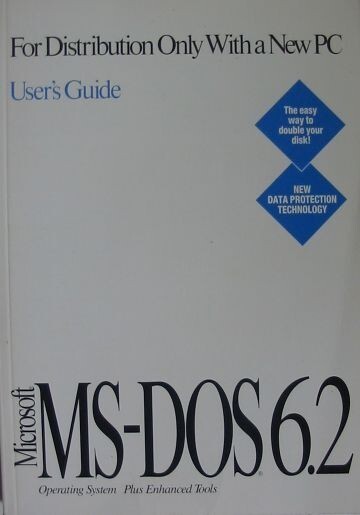 For Distribution Only With a New PC
User's Guide
The easy
way to
double your
disk!
NEW
DATA PROTECTION
TECHNOLOGY
Microsoft
MS-DOS® 6.2
Operating System Plus Enhanced Tools